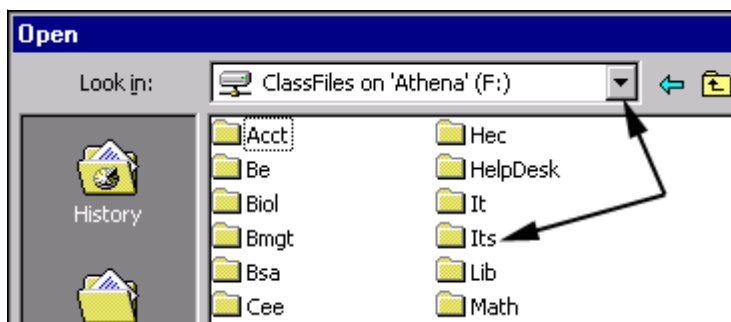 Open
Look in:
ClassFiles on 'Athena' (F:)
History
Acct
Be
Biol
Bmgt
Bsa
Cee
Hec
HelpDesk
It
Its
Lib
Math